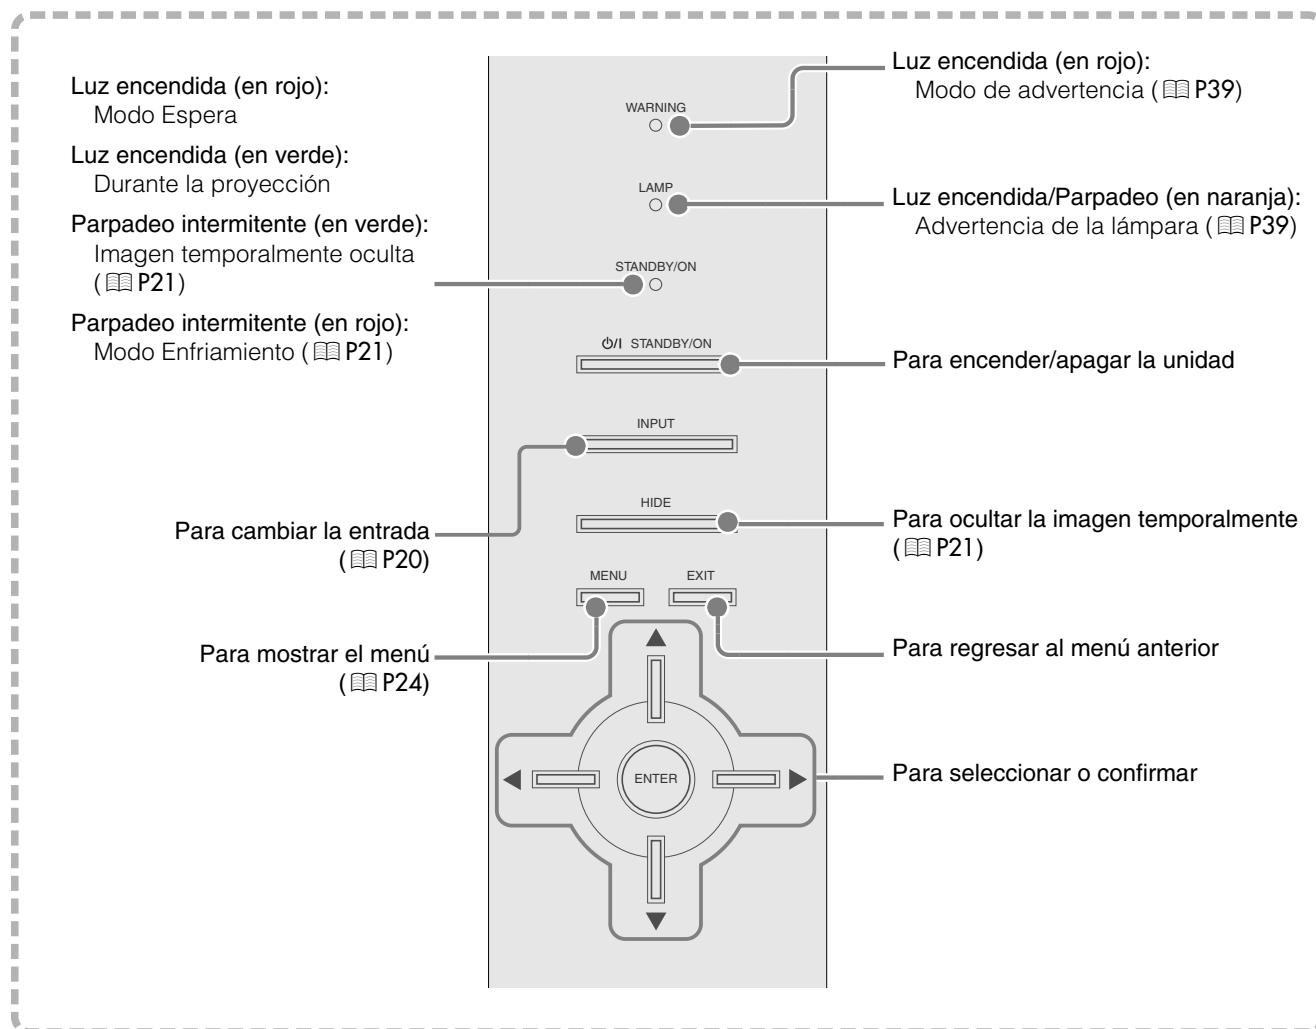 Luz encendida (en rojo):
Modo Espera
Luz encendida (en verde):
Durante la proyección
Parpadeo intermitente (en verde):
Imagen temporalmente oculta
( P21)
Parpadeo intermitente (en rojo):
Modo Enfriamiento ( P21)
Para cambiar la entrada
( P20)
Para mostrar el menú
( P24)
WARNING
LAMP
STANDBY/ON
⏻/I STANDBY/ON
INPUT
HIDE
MENU
EXIT
ENTER
Luz encendida (en rojo):
Modo de advertencia ( P39)
Luz encendida/Parpadeo (en naranja):
Advertencia de la lámpara ( P39)
Para encender/apagar la unidad
Para ocultar la imagen temporalmente
( P21)
Para regresar al menú anterior
Para seleccionar o confirmar